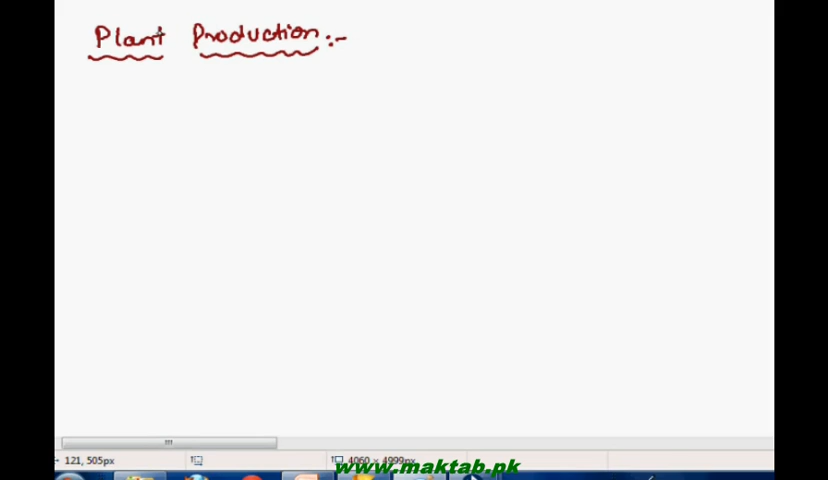 Plant Production :-
121, 505px
4060 × 4999px
www.maktab.pk